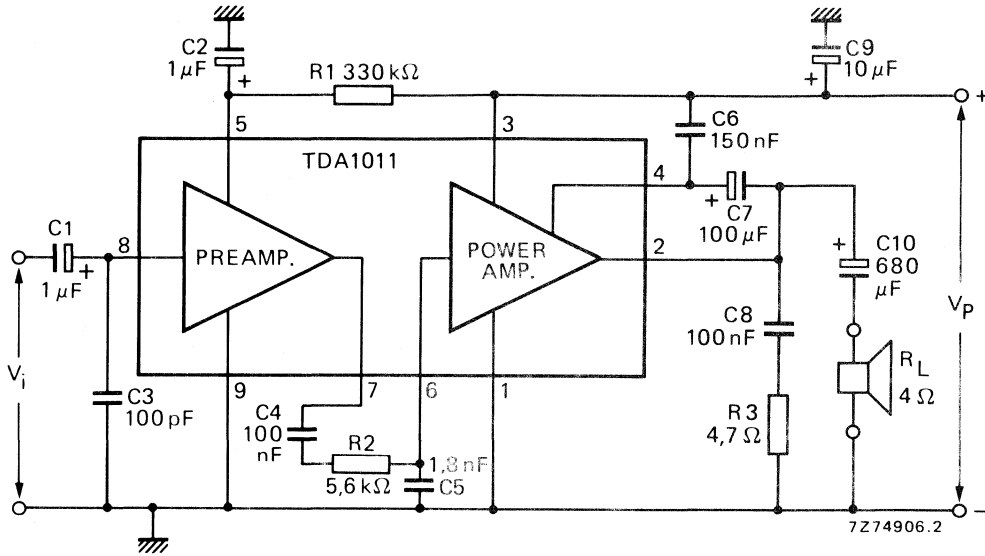 C2
1 µF
+
R1 330 kΩ
C9
10 µF
+
+
5
3
C6
150 nF
TDA1011
4
+
C7
100 µF
C1
1 µF
+
8
PREAMP.
POWER
AMP.
2
+
C10
680
µF
Vi
C3
100 pF
9
7
6
1
C8
100 nF
VP
C4
100
nF
R2
5,6 kΩ
1,8 nF
C5
R3
4,7 Ω
RL
4 Ω
−
7Z74906.2